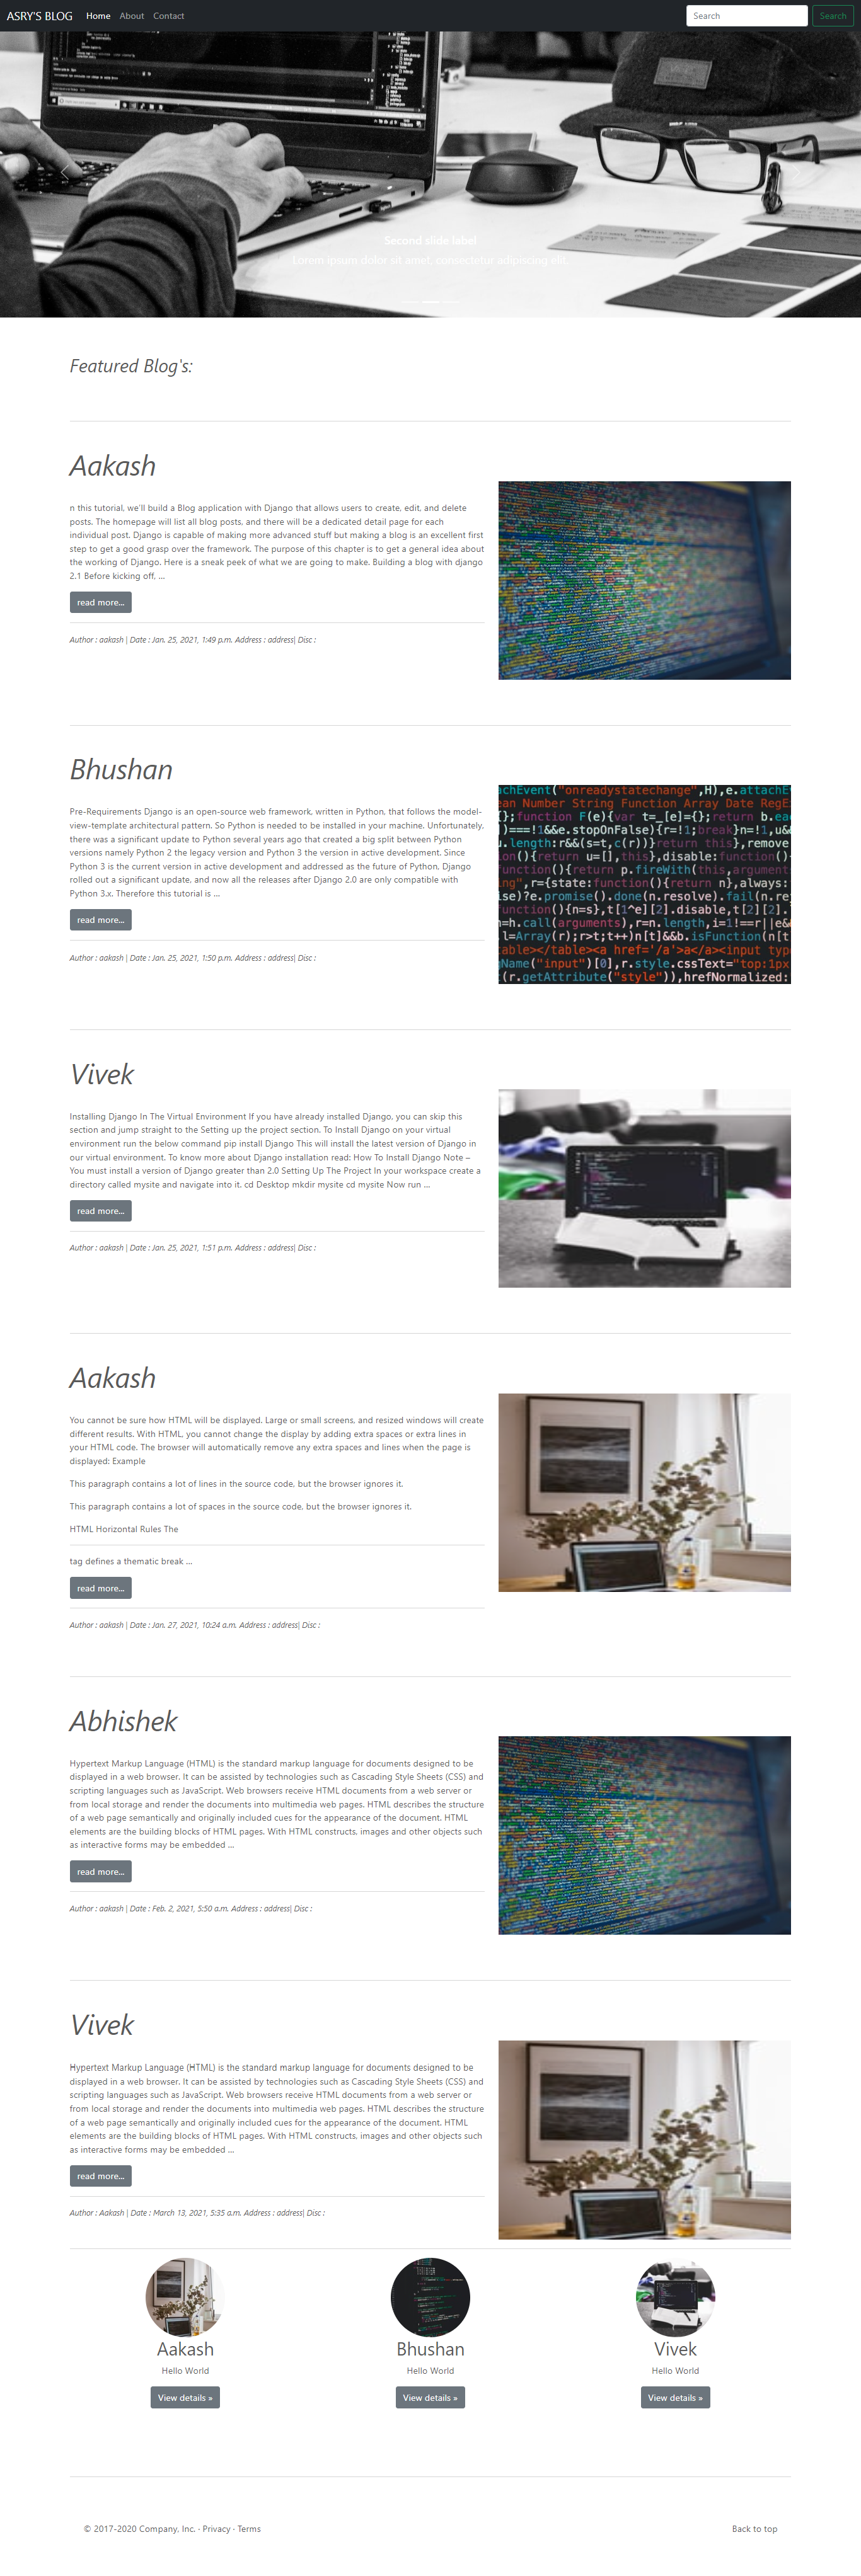 ASRY'S BLOG Home About Contact Search Search
Second slide label
Lorem ipsum dolor sit amet, consectetur adipiscing elit.
Featured Blog's:
Aakash
n this tutorial, we'll build a Blog application with Django that allows users to create, edit, and delete
posts. The homepage will list all blog posts, and there will be a dedicated detail page for each
individual post. Django is capable of making more advanced stuff but making a blog is an excellent first
step to get a good grasp over the framework. The purpose of this chapter is to get a general idea about
the working of Django. Here is a sneak peek of what we are going to make. Building a blog with django
2.1 Before kicking off, …
read more...
Author : aakash | Date : Jan. 25, 2021, 1:49 p.m. Address : address| Disc :
Bhushan
Pre-Requirements Django is an open-source web framework, written in Python, that follows the model-
view-template architectural pattern. So Python is needed to be installed in your machine. Unfortunately,
there was a significant update to Python several years ago that created a big split between Python
versions namely Python 2 the legacy version and Python 3 the version in active development. Since
Python 3 is the current version in active development and addressed as the future of Python, Django
rolled out a significant update, and now all the releases after Django 2.0 are only compatible with
Python 3.x. Therefore this tutorial is …
read more...
Author : aakash | Date : Jan. 25, 2021, 1:50 p.m. Address : address| Disc :
Vivek
Installing Django In The Virtual Environment If you have already installed Django, you can skip this
section and jump straight to the Setting up the project section. To Install Django on your virtual
environment run the below command pip install Django This will install the latest version of Django in
our virtual environment. To know more about Django installation read: How To Install Django Note –
You must install a version of Django greater than 2.0 Setting Up The Project In your workspace create a
directory called mysite and navigate into it. cd Desktop mkdir mysite cd mysite Now run …
read more...
Author : aakash | Date : Jan. 25, 2021, 1:51 p.m. Address : address| Disc :
Aakash
You cannot be sure how HTML will be displayed. Large or small screens, and resized windows will create
different results. With HTML, you cannot change the display by adding extra spaces or extra lines in
your HTML code. The browser will automatically remove any extra spaces and lines when the page is
displayed: Example
This paragraph contains a lot of lines in the source code, but the browser ignores it.
This paragraph contains a lot of spaces in the source code, but the browser ignores it.
HTML Horizontal Rules The
tag defines a thematic break …
read more...
Author : aakash | Date : Jan. 27, 2021, 10:24 a.m. Address : address| Disc :
Abhishek
Hypertext Markup Language (HTML) is the standard markup language for documents designed to be
displayed in a web browser. It can be assisted by technologies such as Cascading Style Sheets (CSS) and
scripting languages such as JavaScript. Web browsers receive HTML documents from a web server or
from local storage and render the documents into multimedia web pages. HTML describes the structure
of a web page semantically and originally included cues for the appearance of the document. HTML
elements are the building blocks of HTML pages. With HTML constructs, images and other objects such
as interactive forms may be embedded …
read more...
Author : aakash | Date : Feb. 2, 2021, 5:50 a.m. Address : address| Disc :
Vivek
Hypertext Markup Language (HTML) is the standard markup language for documents designed to be
displayed in a web browser. It can be assisted by technologies such as Cascading Style Sheets (CSS) and
scripting languages such as JavaScript. Web browsers receive HTML documents from a web server or
from local storage and render the documents into multimedia web pages. HTML describes the structure
of a web page semantically and originally included cues for the appearance of the document. HTML
elements are the building blocks of HTML pages. With HTML constructs, images and other objects such
as interactive forms may be embedded …
read more...
Author : Aakash | Date : March 13, 2021, 5:35 a.m. Address : address| Disc :
Aakash Bhushan Vivek
Hello World Hello World Hello World
View details » View details » View details »
© 2017-2020 Company, Inc. · Privacy · Terms Back to top